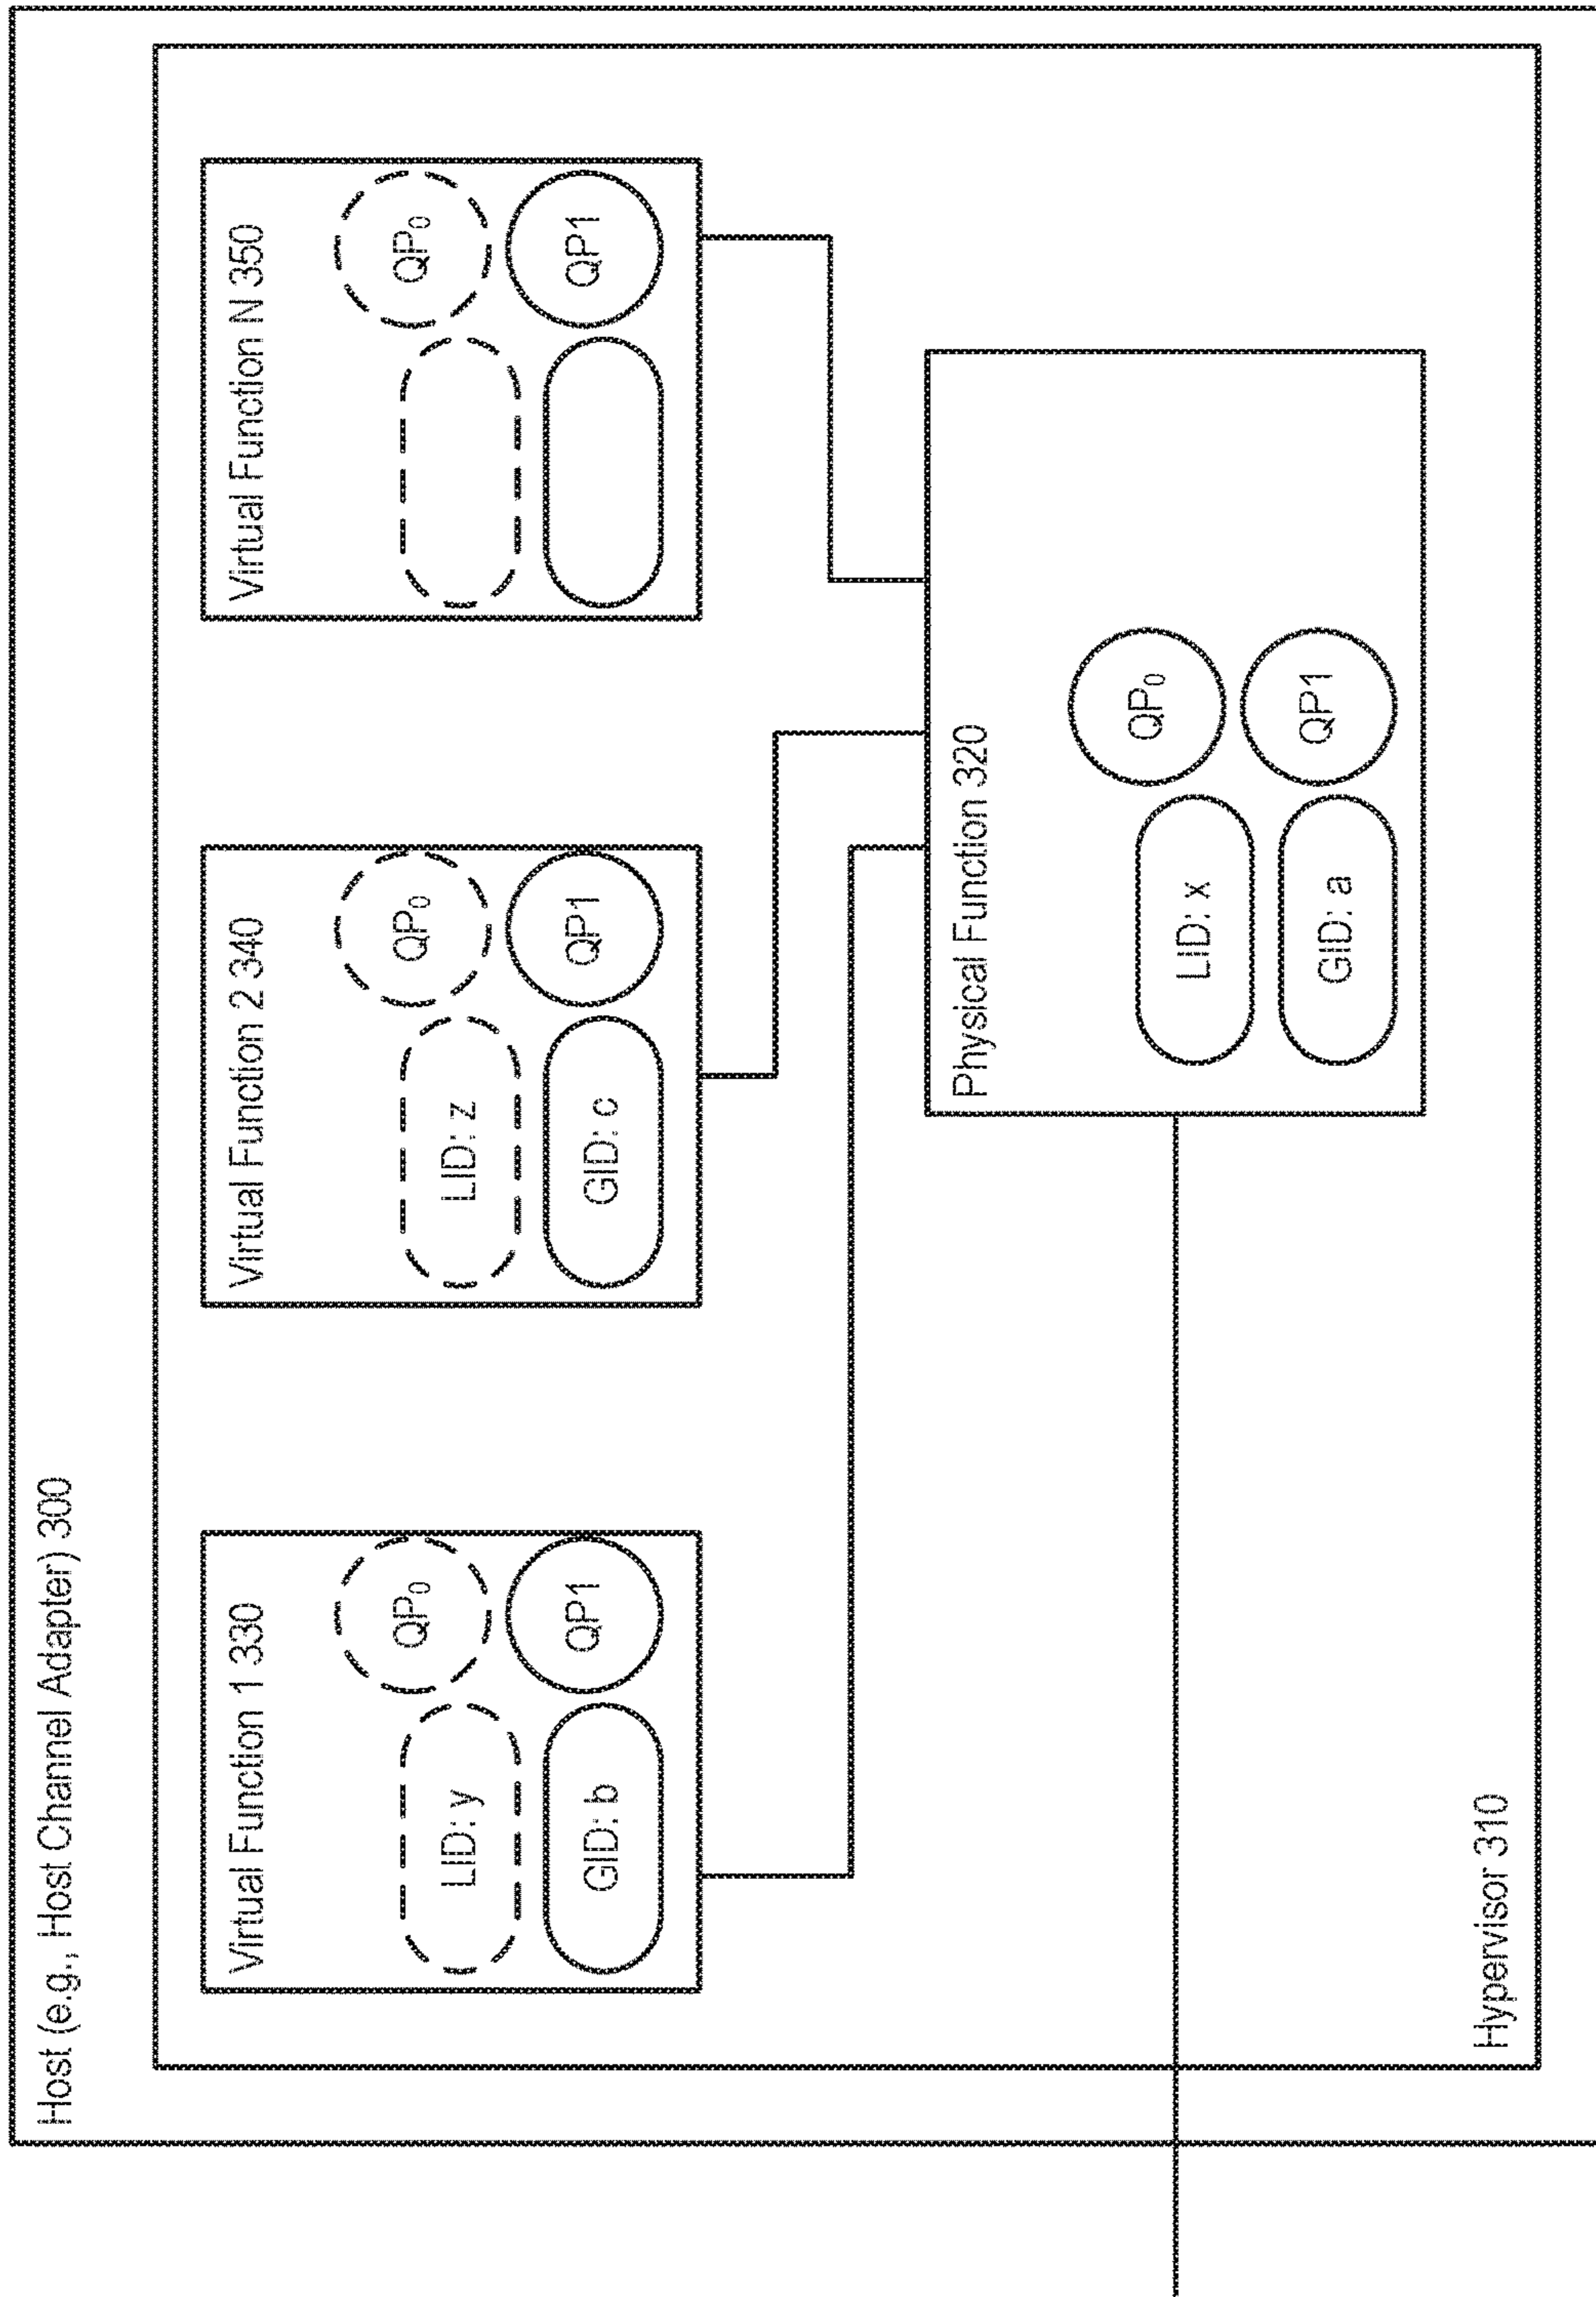 Host (e.g., Host Channel Adapter) 300
Virtual Function 1 330
QP₀
LID: y
QP1
GID: b
Virtual Function 2 340
QP₀
LID: z
QP1
GID: c
Virtual Function N 350
QP₀
QP1
Physical Function 320
QP₀
LID: x
QP1
GID: a
Hypervisor 310